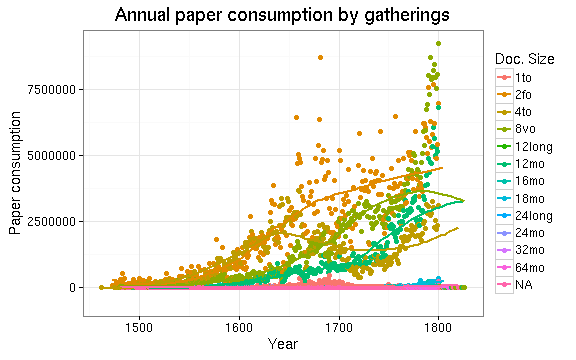 Annual paper consumption by gatherings
Paper consumption
7500000
5000000
2500000
0
1500
1600
1700
1800
Year
Doc. Size
1to
2fo
4to
8vo
12long
12mo
16mo
18mo
24long
24mo
32mo
64mo
NA